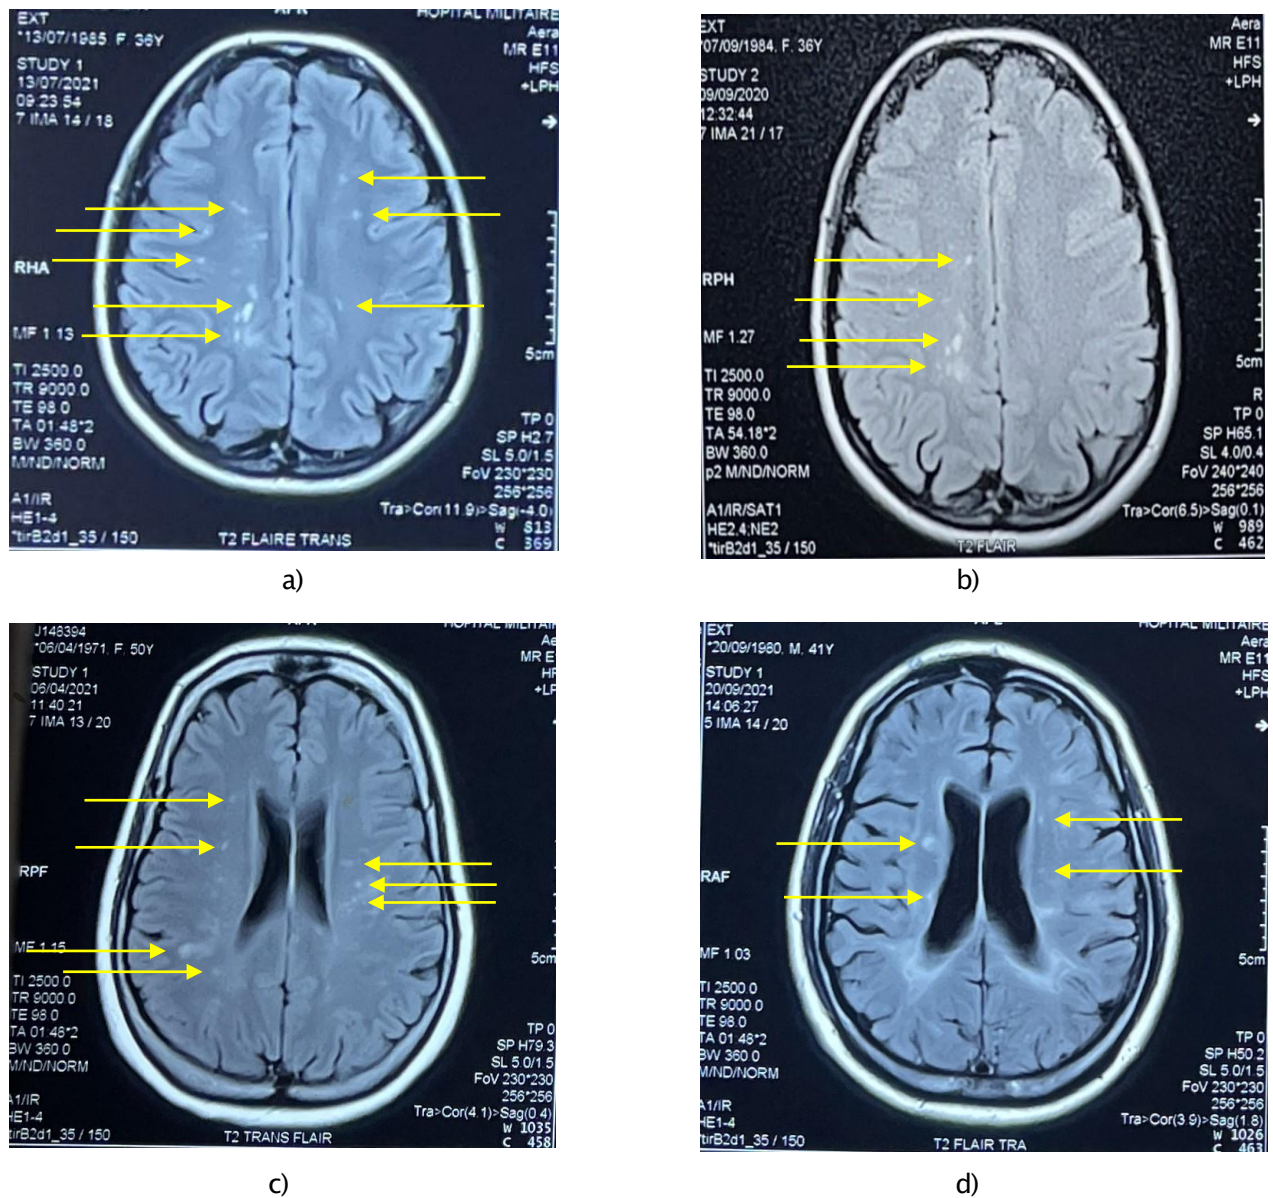 EXT
*13/07/1985, F, 36Y
STUDY 1
13/07/2021
09:23:54
7 IMA 14 / 18
HOPITAL MILITAIRE
Aera
MR E11
HFS
+LPH
RHA
MF 1.13
TI 2500.0
TR 9000.0
TE 98.0
TA 01:48*2
BW 360.0
M/ND/NORM
A1/IR
HE1-4
*tirB2d1_35 / 150
T2 FLAIRE TRANS
5cm
TP 0
SP H2.7
SL 5.0/1.5
FoV 230*230
256*256
Tra>Cor(11.9)>Sag(-4.0)
W 813
C 369
a)
EXT
*07/09/1984, F, 36Y
STUDY 2
09/09/2020
12:32:44
7 IMA 21 / 17
Aera
MR E11
HFS
+LPH
RPH
MF 1.27
TI 2500.0
TR 9000.0
TE 98.0
TA 54.18*2
BW 360.0
p2 M/ND/NORM
A1/IR/SAT1
HE2,4;NE2
*tirB2d1_35 / 150
T2 FLAIR
5cm
R
TP 0
SP H65.1
SL 4.0/0.4
FoV 240*240
256*256
Tra>Cor(6.5)>Sag(0.1)
W 989
C 462
b)
J148394
*06/04/1971, F, 50Y
STUDY 1
06/04/2021
11:40:21
7 IMA 13 / 20
HOPITAL MILITAIRE
Ae
MR E
HF
+LP
RPF
MF 1.15
TI 2500.0
TR 9000.0
TE 98.0
TA 01:48*2
BW 360.0
M/ND/NORM
A1/IR
HE1-4
*tirB2d1_35 / 150
T2 TRANS FLAIR
5cm
TP 0
SP H79.3
SL 5.0/1.5
FoV 230*230
256*256
Tra>Cor(4.1)>Sag(0.4)
W 1035
C 458
c)
EXT
*20/09/1980, M, 41Y
STUDY 1
20/09/2021
14:06:27
5 IMA 14 / 20
HOPITAL MILITAIRE
Aera
MR E11
HFS
+LPH
RAF
MF 1.03
TI 2500.0
TR 9000.0
TE 98.0
TA 01:48*2
BW 360.0
M/ND/NORM
A1/IR
HE1-4
*tirB2d1_35 / 150
T2 FLAIR TRA
5cm
TP 0
SP H50.2
SL 5.0/1.5
FoV 230*230
256*256
Tra>Cor(3.9)>Sag(1.8)
W 1026
C 463
d)